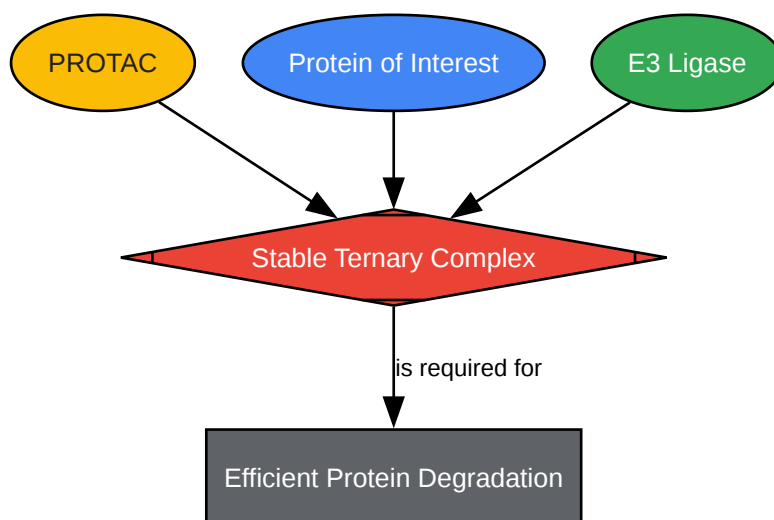 PROTAC
Protein of Interest
E3 Ligase
Stable Ternary Complex
is required for
Efficient Protein Degradation